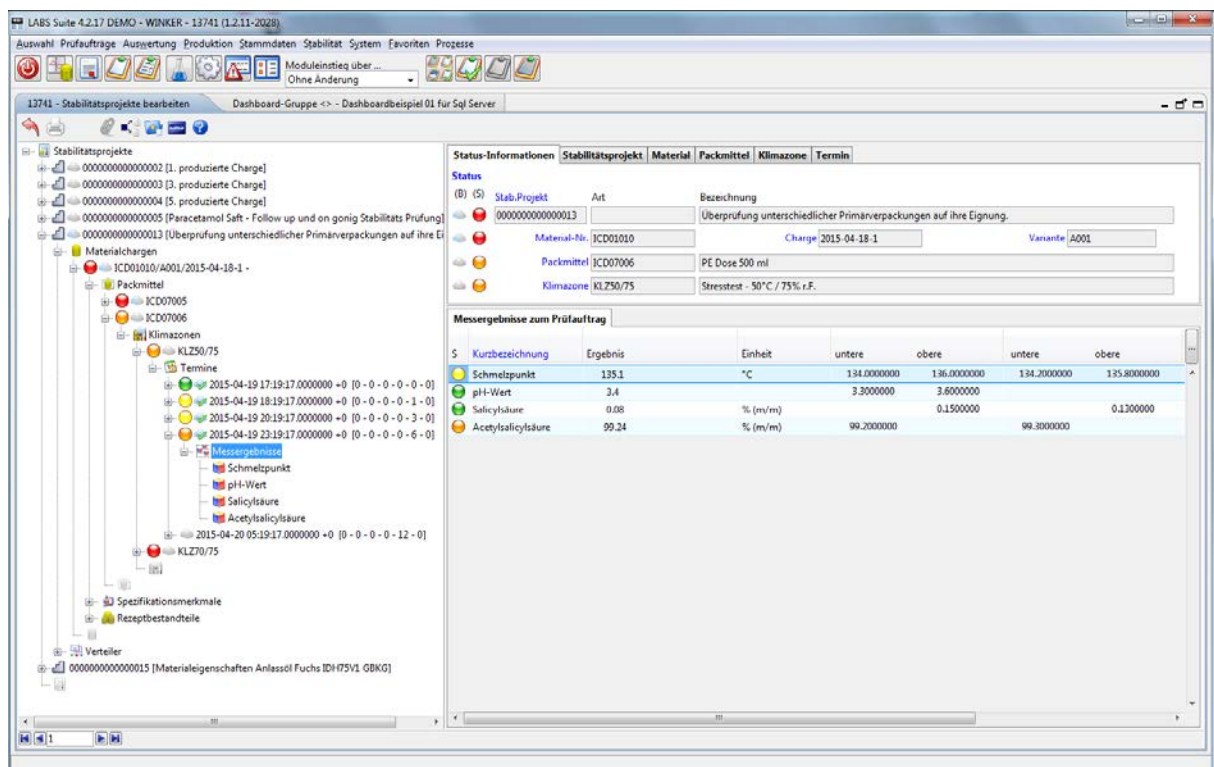 LABS Suite 4.2.17 DEMO - WINKER - 13741 (1.2.11-2028)
Auswahl Prüfaufträge Auswertung Produktion Stammdaten Stabilität System Favoriten Prozesse
Moduleinstieg über ...
Ohne Änderung
13741 - Stabilitätsprojekte bearbeiten Dashboard-Gruppe <> - Dashboardbeispiel 01 für Sql Server
Stabilitätsprojekte
0000000000000002 [1. produzierte Charge]
0000000000000003 [3. produzierte Charge]
0000000000000004 [5. produzierte Charge]
0000000000000005 [Paracetamol Saft - Follow up und on gonig Stabilitäts Prüfung]
0000000000000013 [Überprüfung unterschiedlicher Primärverpackungen auf ihre Ei
Materialchargen
ICD01010/A001/2015-04-18-1 -
Packmittel
ICD07005
ICD07006
Klimazonen
KLZ50/75
Termine
2015-04-19 17:19:17.0000000 +0 [0 - 0 - 0 - 0 - 0 - 0]
2015-04-19 18:19:17.0000000 +0 [0 - 0 - 0 - 0 - 1 - 0]
2015-04-19 20:19:17.0000000 +0 [0 - 0 - 0 - 0 - 3 - 0]
2015-04-19 23:19:17.0000000 +0 [0 - 0 - 0 - 0 - 6 - 0]
Messergebnisse
Schmelzpunkt
pH-Wert
Salicylsäure
Acetylsalicylsäure
2015-04-20 05:19:17.0000000 +0 [0 - 0 - 0 - 0 - 12 - 0]
KLZ70/75
Spezifikationsmerkmale
Rezeptbestandteile
Verteiler
0000000000000015 [Materialeigenschaften Anlassöl Fuchs IDH75V1 GBKG]
1
Status-Informationen Stabilitätsprojekt Material Packmittel Klimazone Termin
Status
(B) (S) Stab.Projekt Art Bezeichnung
0000000000000013 Überprüfung unterschiedlicher Primärverpackungen auf ihre Eignung.
Material-Nr. ICD01010 Charge 2015-04-18-1 Variante A001
Packmittel ICD07006 PE Dose 500 ml
Klimazone KLZ50/75 Stresstest - 50°C / 75% r.F.
Messergebnisse zum Prüfauftrag
S Kurzbezeichnung Ergebnis Einheit untere obere untere obere ...
Schmelzpunkt 135.1 °C 134.0000000 136.0000000 134.2000000 135.8000000
pH-Wert 3.4 3.3000000 3.6000000
Salicylsäure 0.08 % (m/m) 0.1500000 0.1300000
Acetylsalicylsäure 99.24 % (m/m) 99.2000000 99.3000000